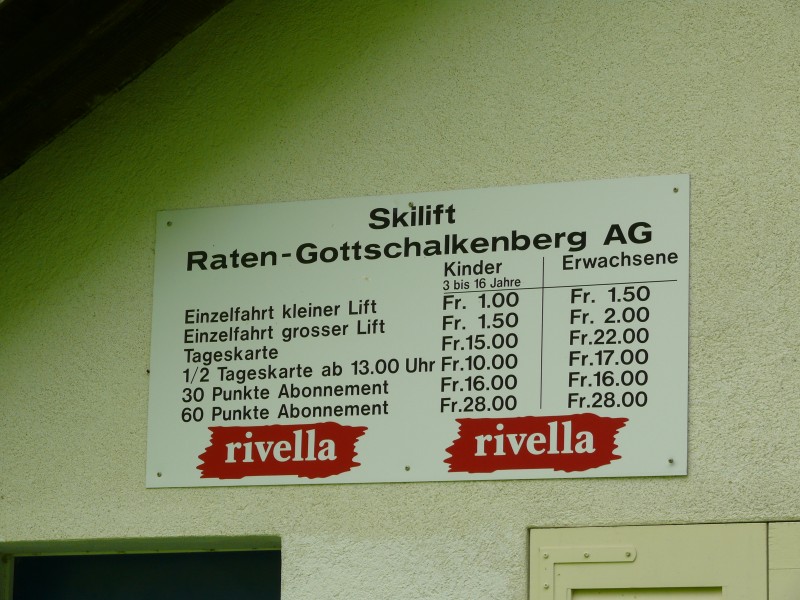 Skilift
Raten-Gottschalkenberg AG
Kinder Erwachsene
3 bis 16 Jahre
Einzelfahrt kleiner Lift Fr. 1.00 Fr. 1.50
Einzelfahrt grosser Lift Fr. 1.50 Fr. 2.00
Tageskarte Fr.15.00 Fr.22.00
1/2 Tageskarte ab 13.00 Uhr Fr.10.00 Fr.17.00
30 Punkte Abonnement Fr.16.00 Fr.16.00
60 Punkte Abonnement Fr.28.00 Fr.28.00
rivella rivella